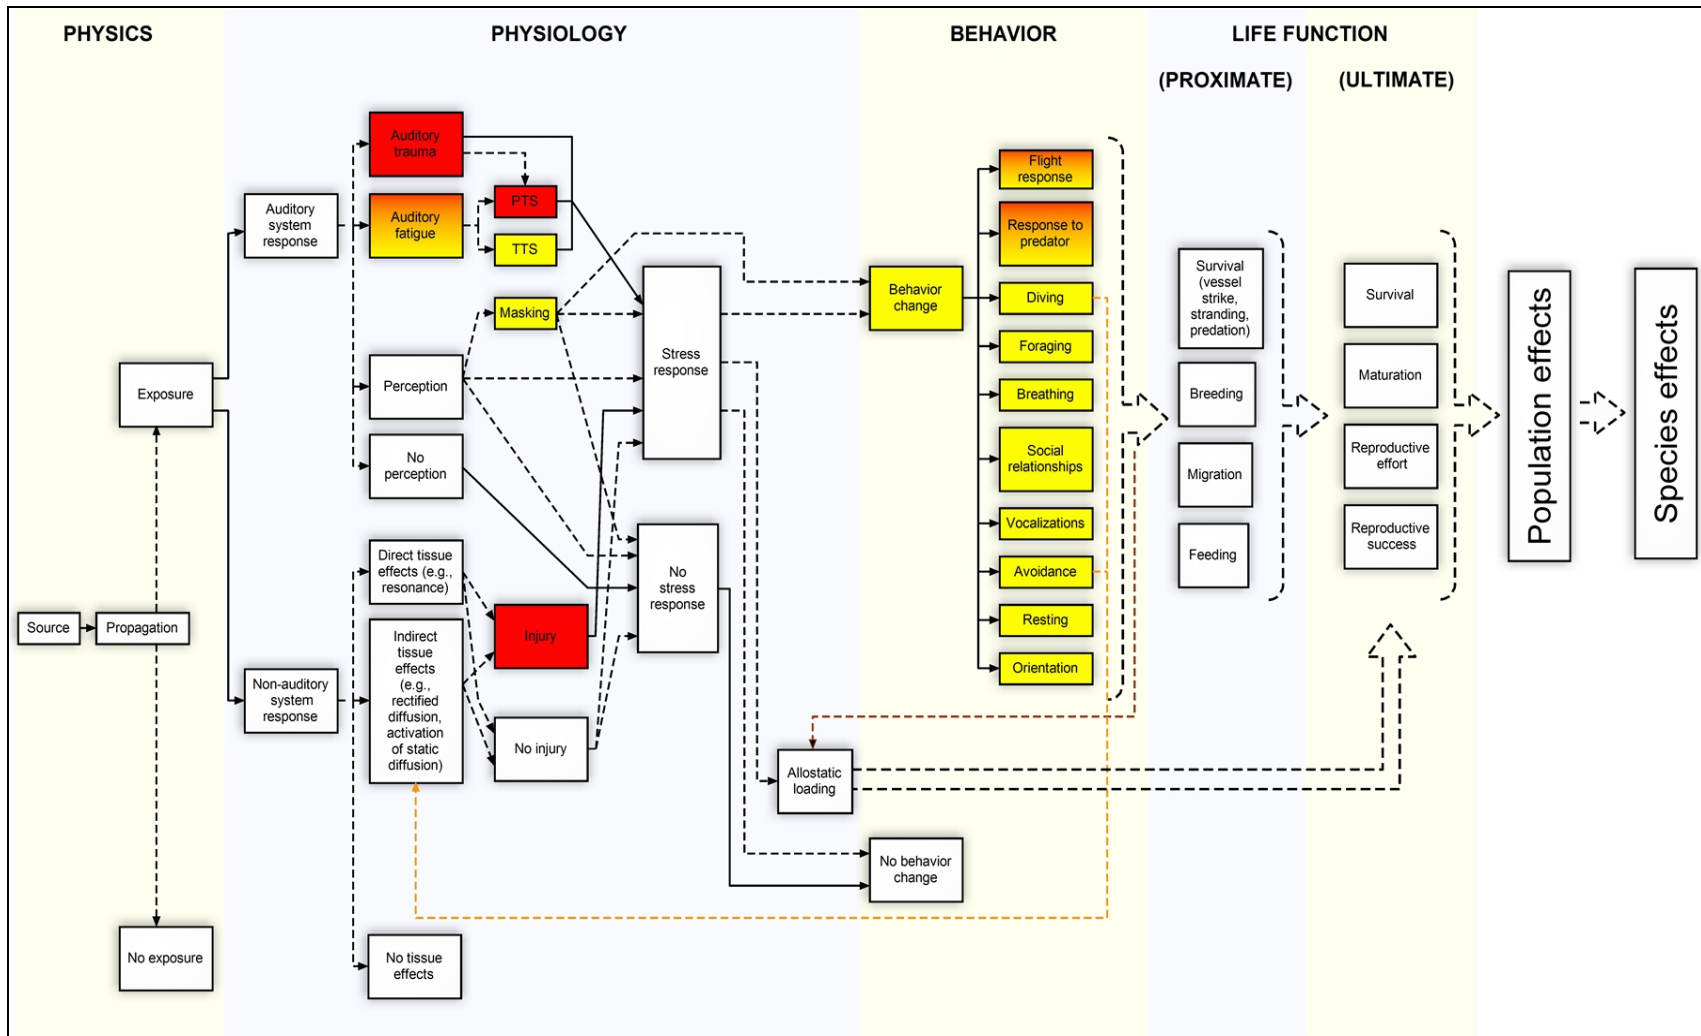 PHYSICS
PHYSIOLOGY
BEHAVIOR
LIFE FUNCTION
(PROXIMATE)
(ULTIMATE)
Source
Propagation
Exposure
No exposure
Auditory
system
response
Non-auditory
system
response
Auditory
trauma
Auditory
fatigue
PTS
TTS
Masking
Perception
No
perception
Direct tissue
effects (e.g.,
resonance)
Indirect
tissue
effects
(e.g.,
rectified
diffusion,
activation
of static
diffusion)
No tissue
effects
Injury
No injury
Stress
response
No
stress
response
Allostatic
loading
Behavior
change
No behavior
change
Flight
response
Response to
predator
Diving
Foraging
Breathing
Social
relationships
Vocalizations
Avoidance
Resting
Orientation
Survival
(vessel
strike,
stranding,
predation)
Breeding
Migration
Feeding
Survival
Maturation
Reproductive
effort
Reproductive
success
Population effects
Species effects